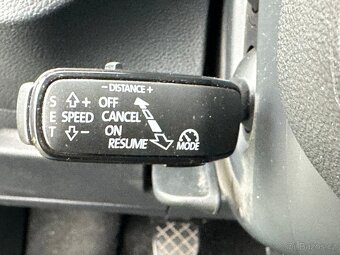 - DISTANCE +
S + OFF
E SPEED CANCEL
T - ON
RESUME MODE